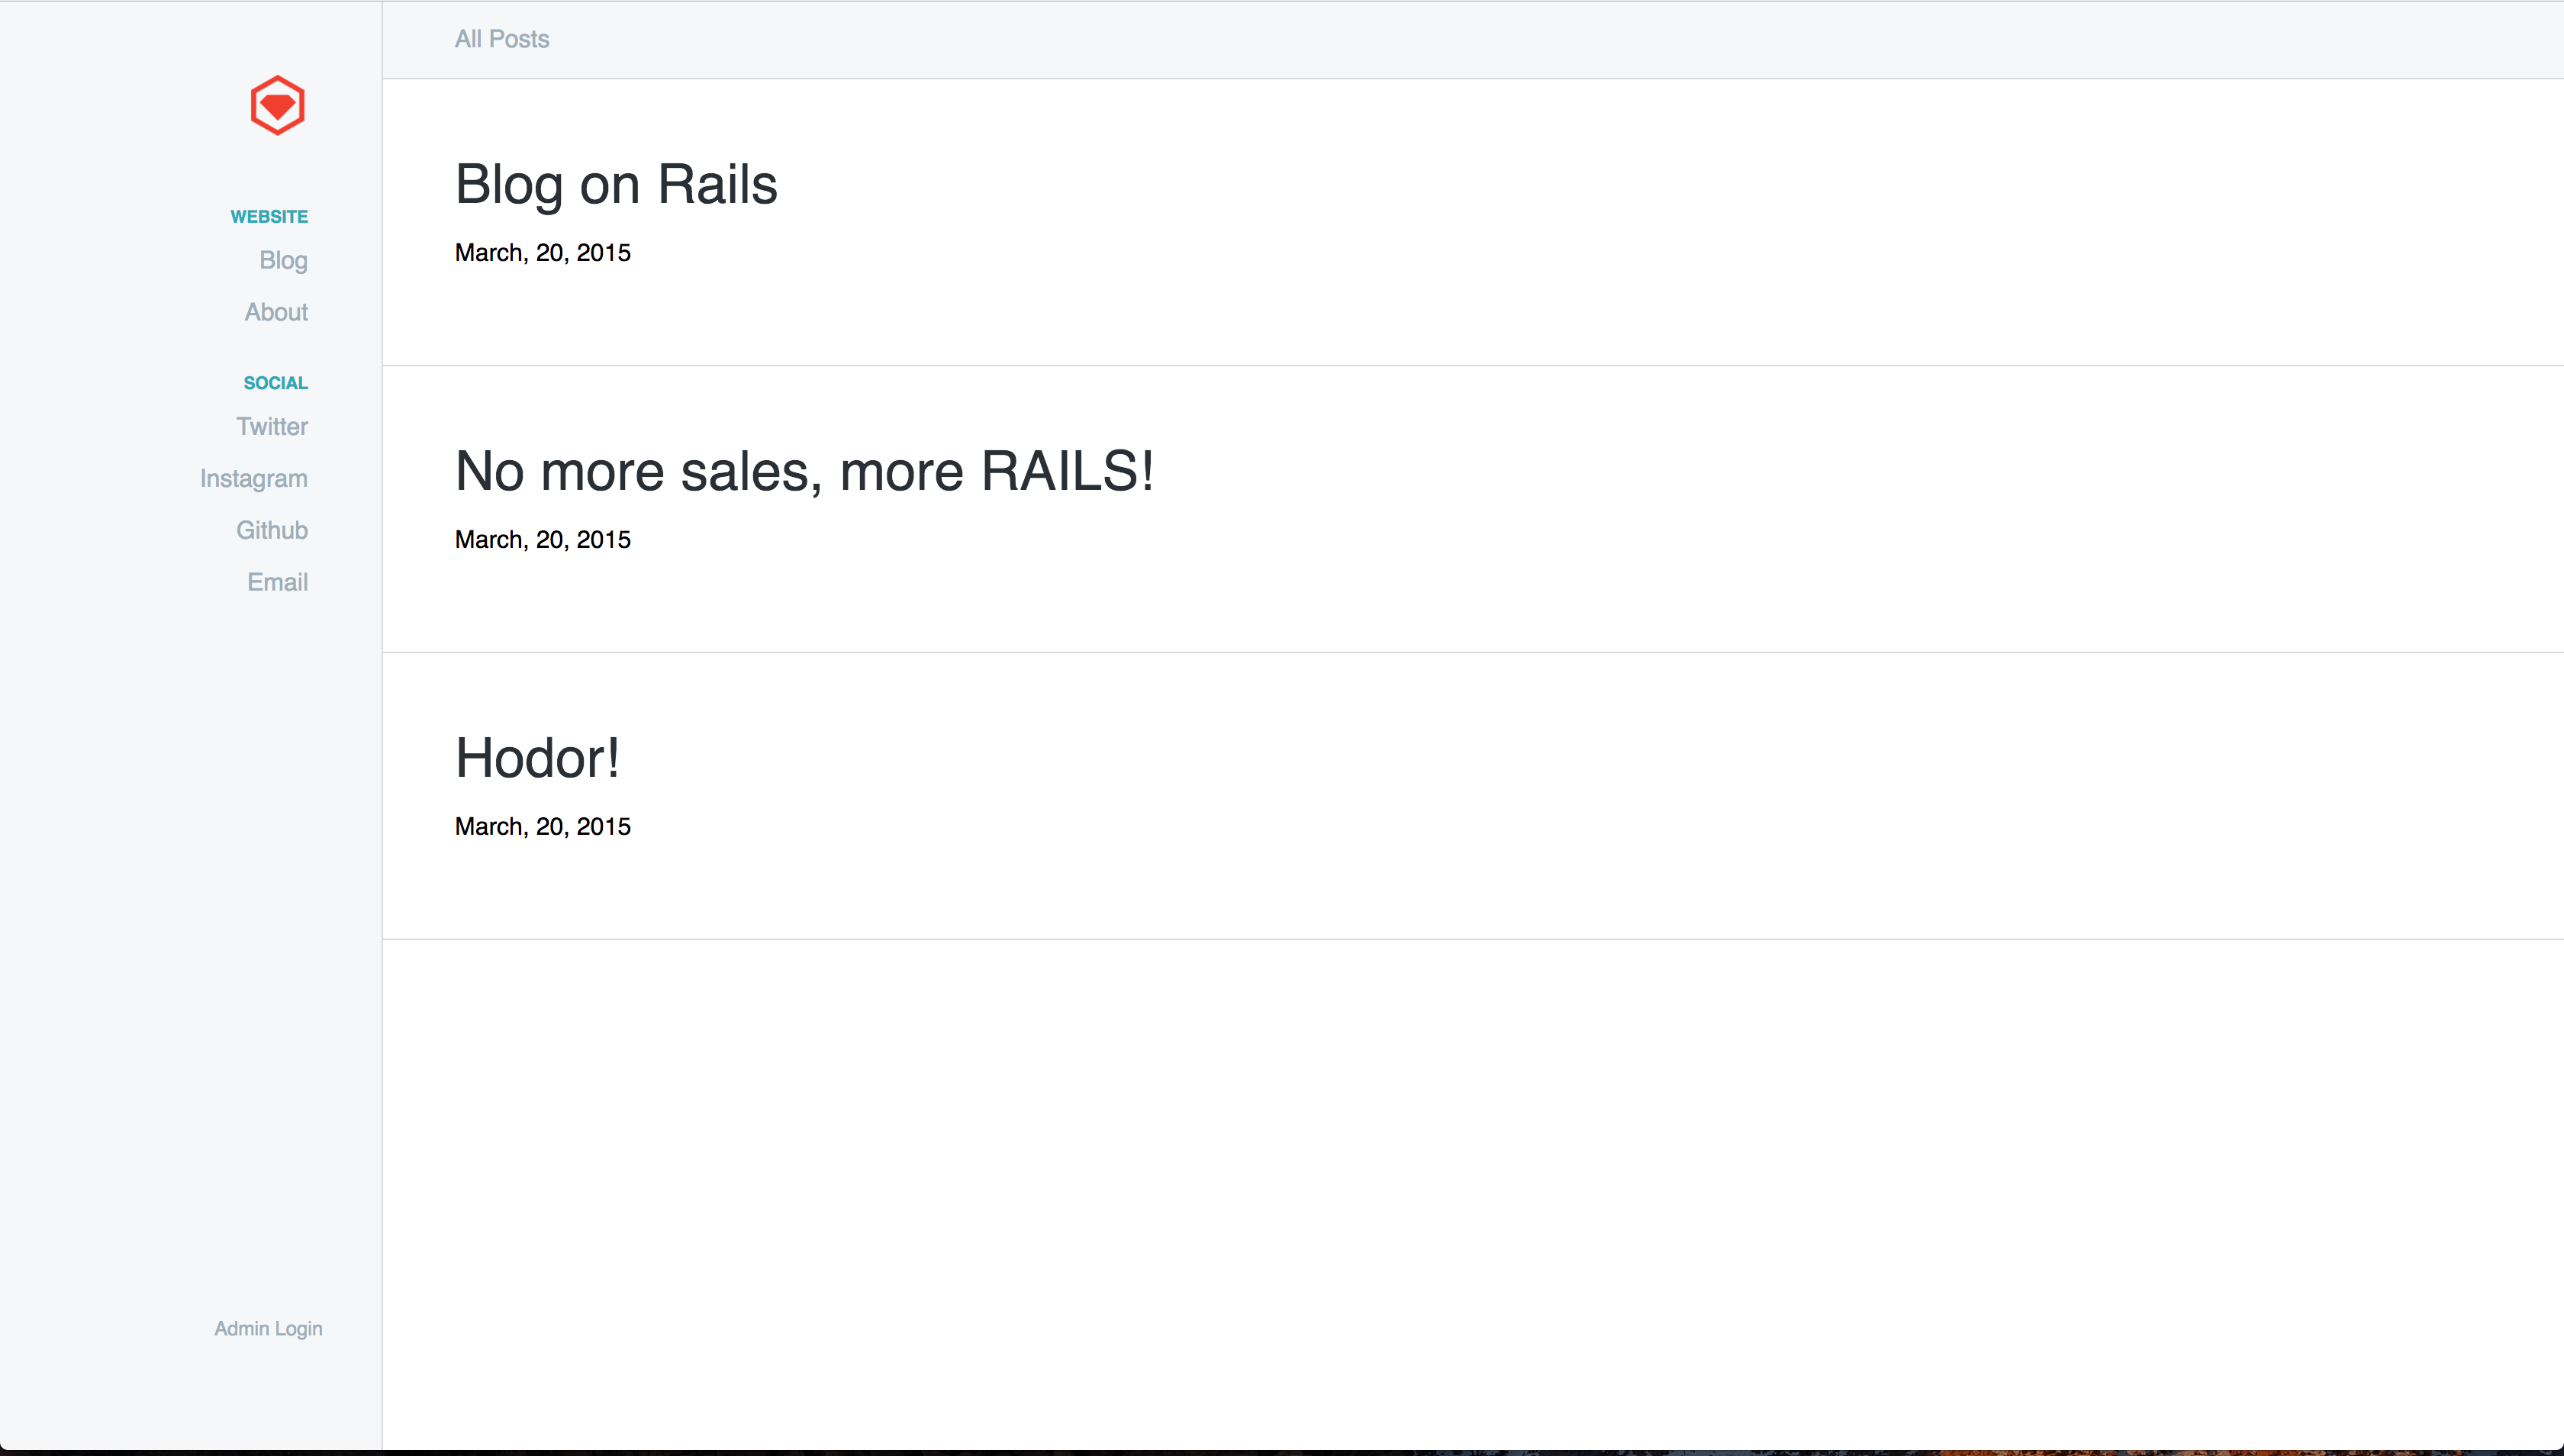 WEBSITE
Blog
About
SOCIAL
Twitter
Instagram
Github
Email
Admin Login
All Posts
Blog on Rails
March, 20, 2015
No more sales, more RAILS!
March, 20, 2015
Hodor!
March, 20, 2015